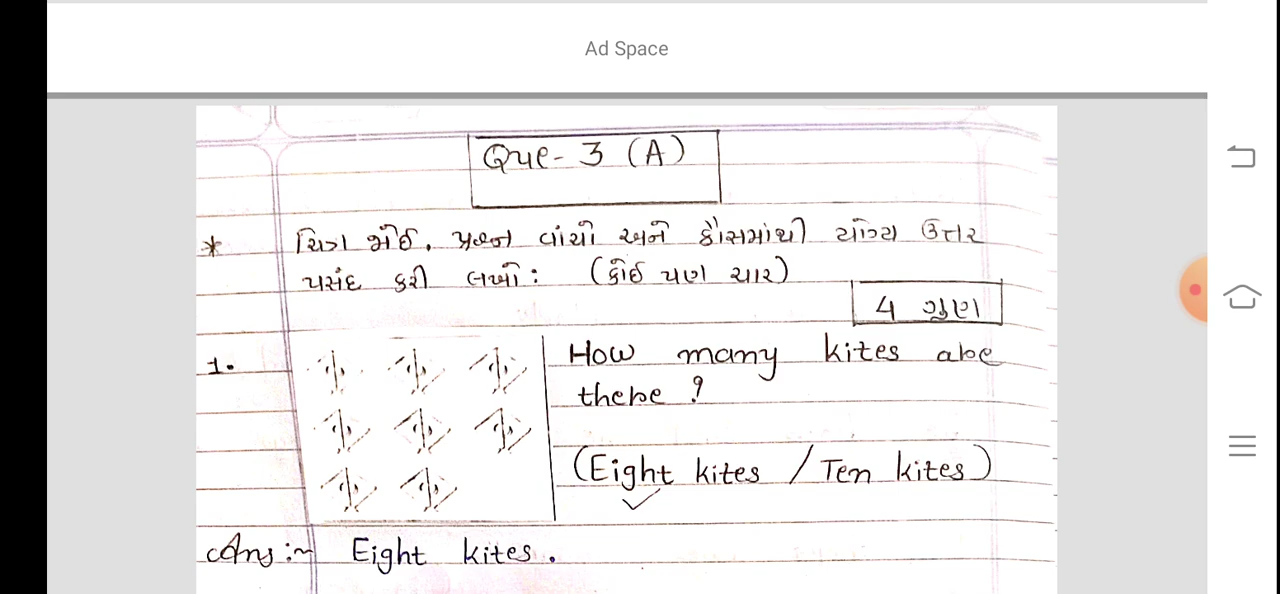 Ad Space
Que- 3 (A)
* ચિત્ર જોઈ, પ્રશ્ન વાંચો અને કૌંસમાંથી યોગ્ય ઉત્તર
પસંદ કરી લખો: (કોઈ પણ ચાર)
4 ગુણ
1. How many kites are
there ?
(Eight kites / Ten kites)
Ans :- Eight kites.